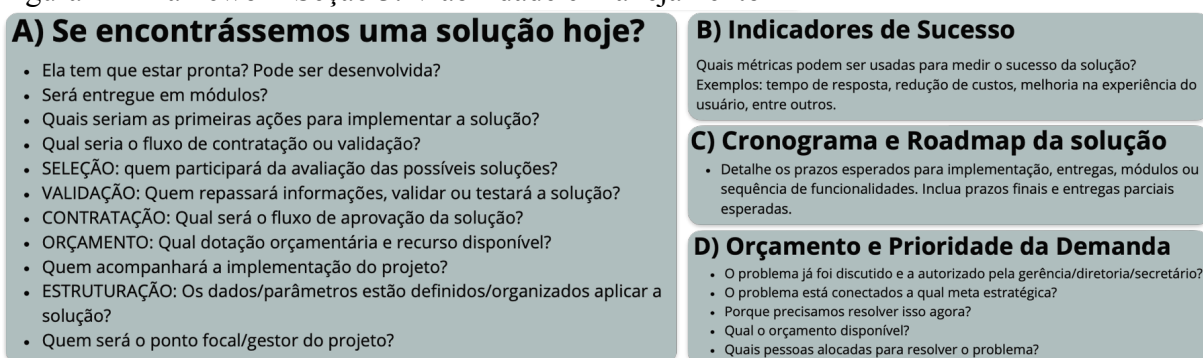 A) Se encontrássemos uma solução hoje?
• Ela tem que estar pronta? Pode ser desenvolvida?
• Será entregue em módulos?
• Quais seriam as primeiras ações para implementar a solução?
• Qual seria o fluxo de contratação ou validação?
• SELEÇÃO: quem participará da avaliação das possíveis soluções?
• VALIDAÇÃO: Quem repassará informações, validar ou testará a solução?
• CONTRATAÇÃO: Qual será o fluxo de aprovação da solução?
• ORÇAMENTO: Qual dotação orçamentária e recurso disponível?
• Quem acompanhará a implementação do projeto?
• ESTRUTURAÇÃO: Os dados/parâmetros estão definidos/organizados aplicar a
solução?
• Quem será o ponto focal/gestor do projeto?
B) Indicadores de Sucesso
Quais métricas podem ser usadas para medir o sucesso da solução?
Exemplos: tempo de resposta, redução de custos, melhoria na experiência do
usuário, entre outros.
C) Cronograma e Roadmap da solução
• Detalhe os prazos esperados para implementação, entregas, módulos ou
sequência de funcionalidades. Inclua prazos finais e entregas parciais
esperadas.
D) Orçamento e Prioridade da Demanda
• O problema já foi discutido e a autorizado pela gerência/diretoria/secretário?
• O problema está conectados a qual meta estratégica?
• Porque precisamos resolver isso agora?
• Qual o orçamento disponível?
• Quais pessoas alocadas para resolver o problema?